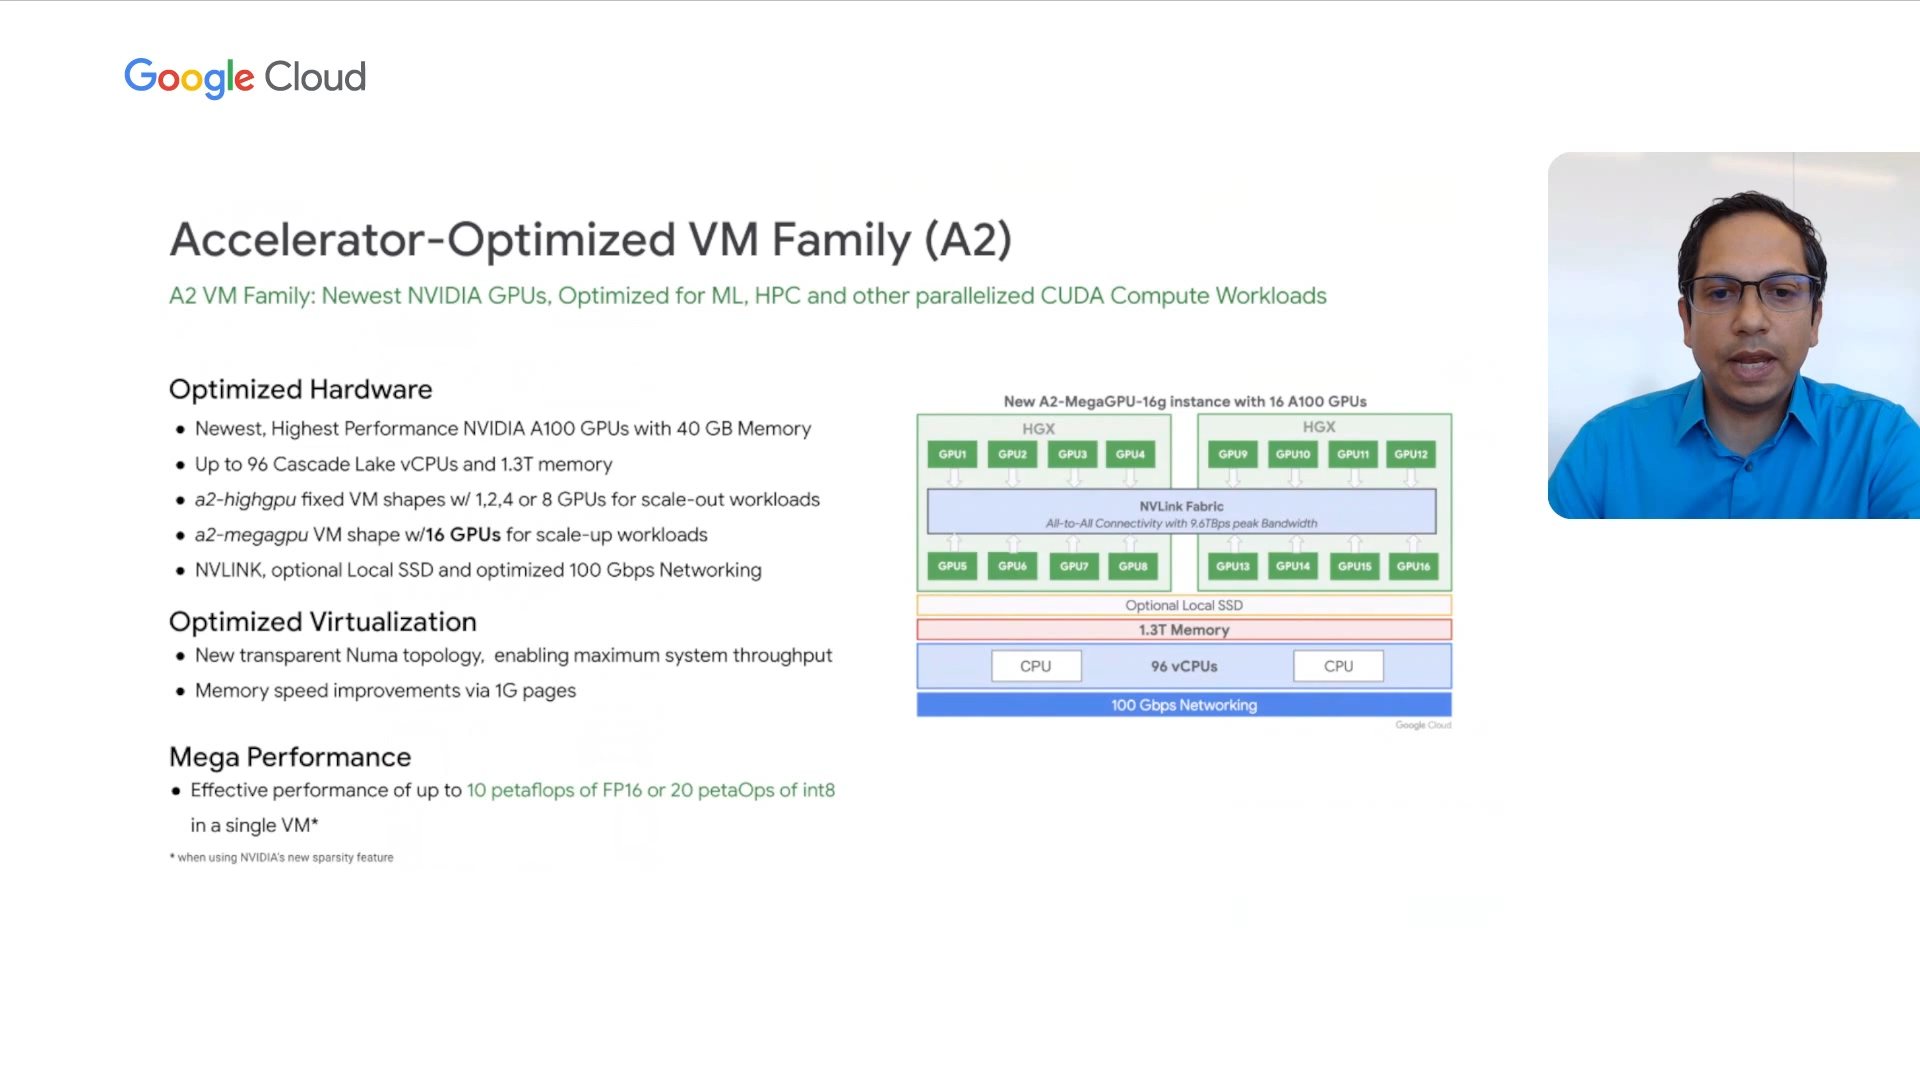 Google Cloud
Accelerator-Optimized VM Family (A2)
A2 VM Family: Newest NVIDIA GPUs, Optimized for ML, HPC and other parallelized CUDA Compute Workloads
Optimized Hardware
● Newest, Highest Performance NVIDIA A100 GPUs with 40 GB Memory
● Up to 96 Cascade Lake vCPUs and 1.3T memory
● a2-highgpu fixed VM shapes w/ 1,2,4 or 8 GPUs for scale-out workloads
● a2-megagpu VM shape w/16 GPUs for scale-up workloads
● NVLINK, optional Local SSD and optimized 100 Gbps Networking
Optimized Virtualization
● New transparent Numa topology, enabling maximum system throughput
● Memory speed improvements via 1G pages
Mega Performance
● Effective performance of up to 10 petaflops of FP16 or 20 petaOps of int8
in a single VM*
* when using NVIDIA's new sparsity feature
New A2-MegaGPU-16g instance with 16 A100 GPUs
HGX HGX
GPU1 GPU2 GPU3 GPU4 GPU9 GPU10 GPU11 GPU12
NVLink Fabric
All-to-All Connectivity with 9.6TBps peak Bandwidth
GPU5 GPU6 GPU7 GPU8 GPU13 GPU14 GPU15 GPU16
Optional Local SSD
1.3T Memory
CPU 96 vCPUs CPU
100 Gbps Networking
Google Cloud